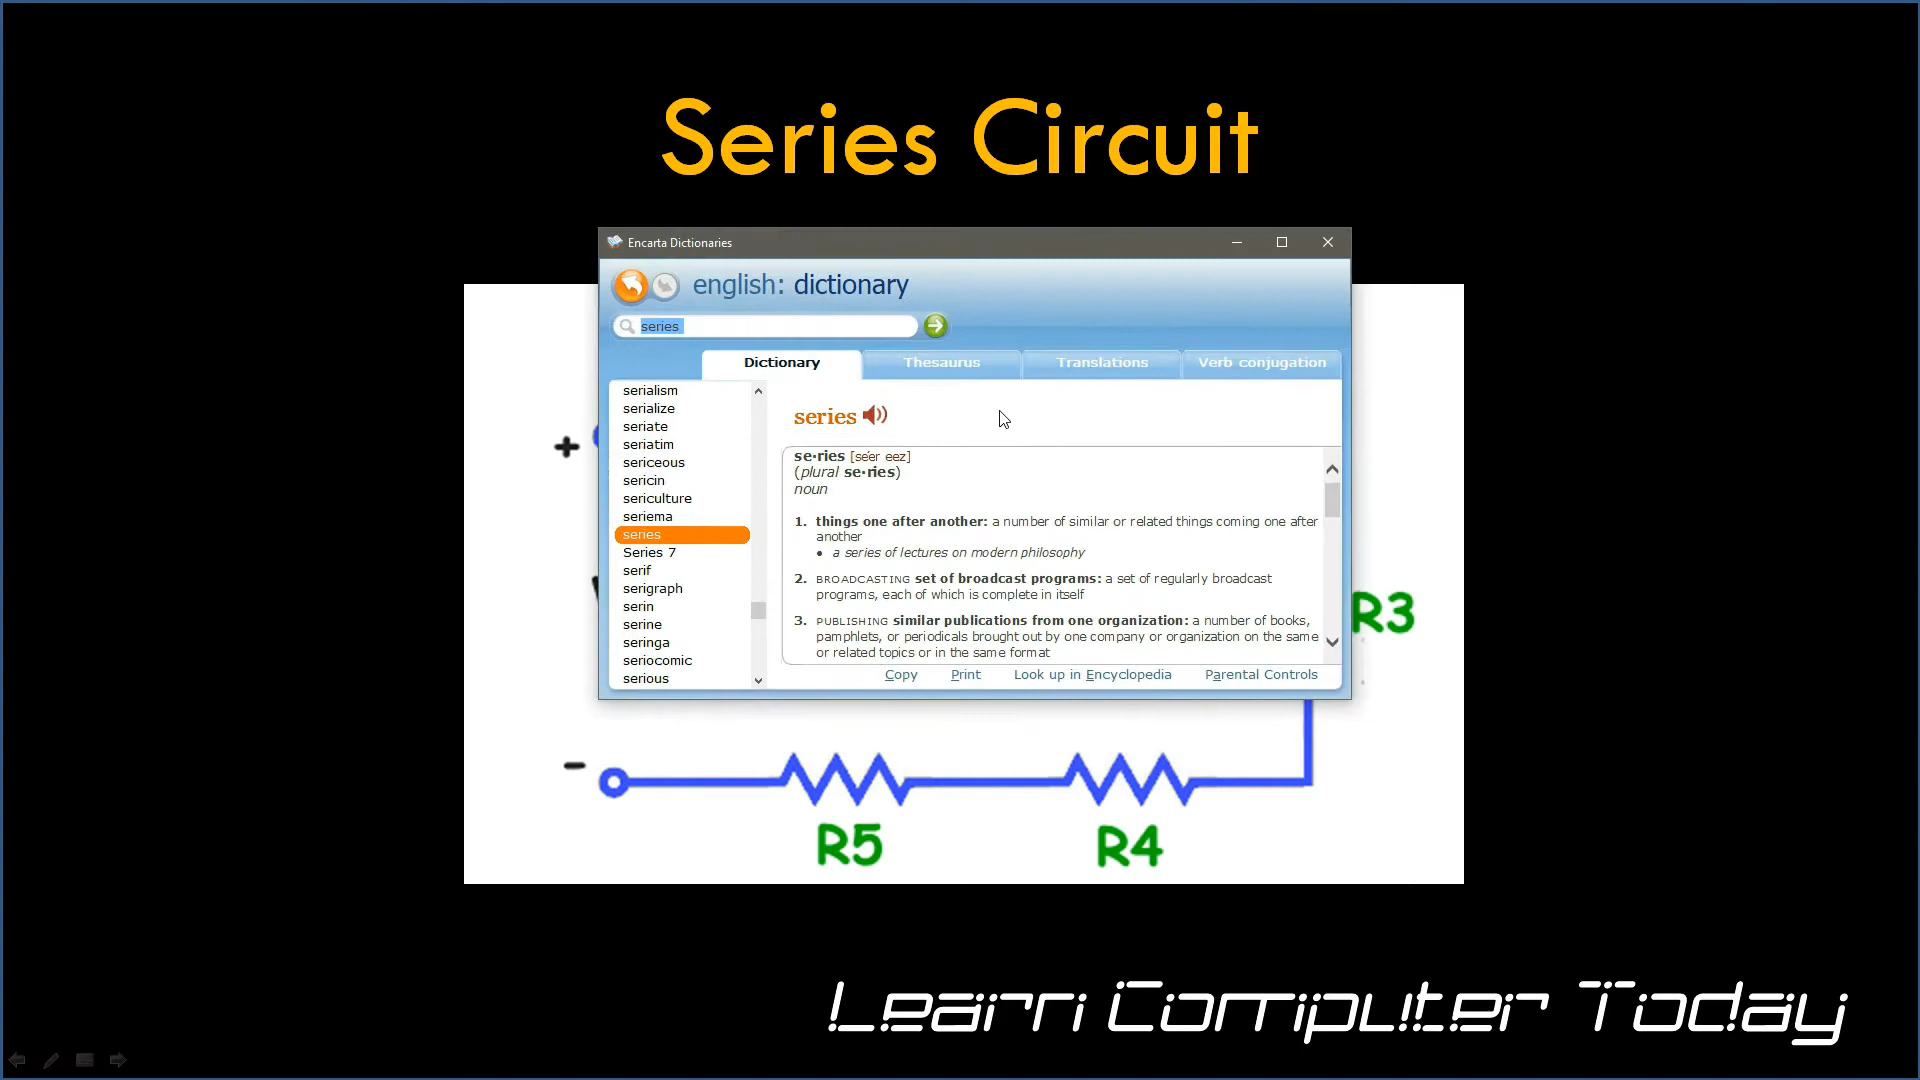 Series Circuit
Encarta Dictionaries
english: dictionary
series
Dictionary
Thesaurus
Translations
Verb conjugation
serialism
serialize
seriate
seriatim
sericeous
sericin
sericulture
seriema
series
Series 7
serif
serigraph
serin
serine
seringa
seriocomic
serious
series
se·ries [séer eez]
(plural se·ries)
noun
1. things one after another: a number of similar or related things coming one after
another
• a series of lectures on modern philosophy
2. BROADCASTING set of broadcast programs: a set of regularly broadcast
programs, each of which is complete in itself
3. PUBLISHING similar publications from one organization: a number of books,
pamphlets, or periodicals brought out by one company or organization on the same
or related topics or in the same format
Copy
Print
Look up in Encyclopedia
Parental Controls
+
R3
-
R5
R4
Learn Computer Today